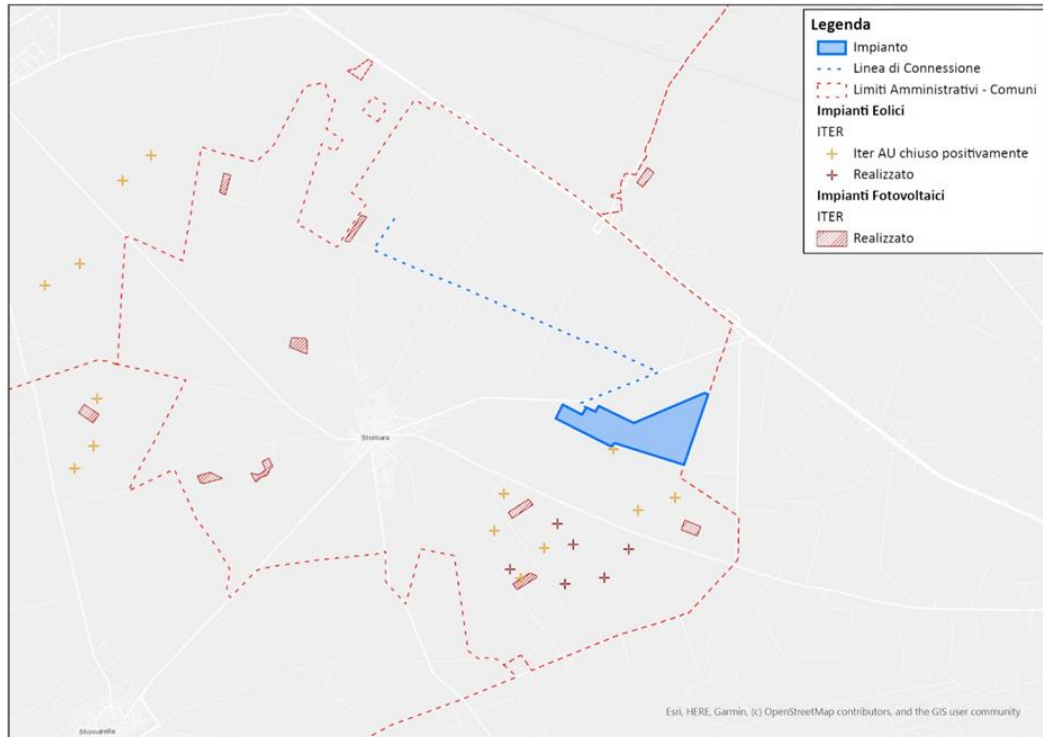 Legenda
Impianto
Linea di Connessione
Limiti Amministrativi - Comuni
Impianti Eolici
ITER
Iter AU chiuso positivamente
Realizzato
Impianti Fotovoltaici
ITER
Realizzato
Stornara
Stornarella
Esri, HERE, Garmin, (c) OpenStreetMap contributors, and the GIS user community